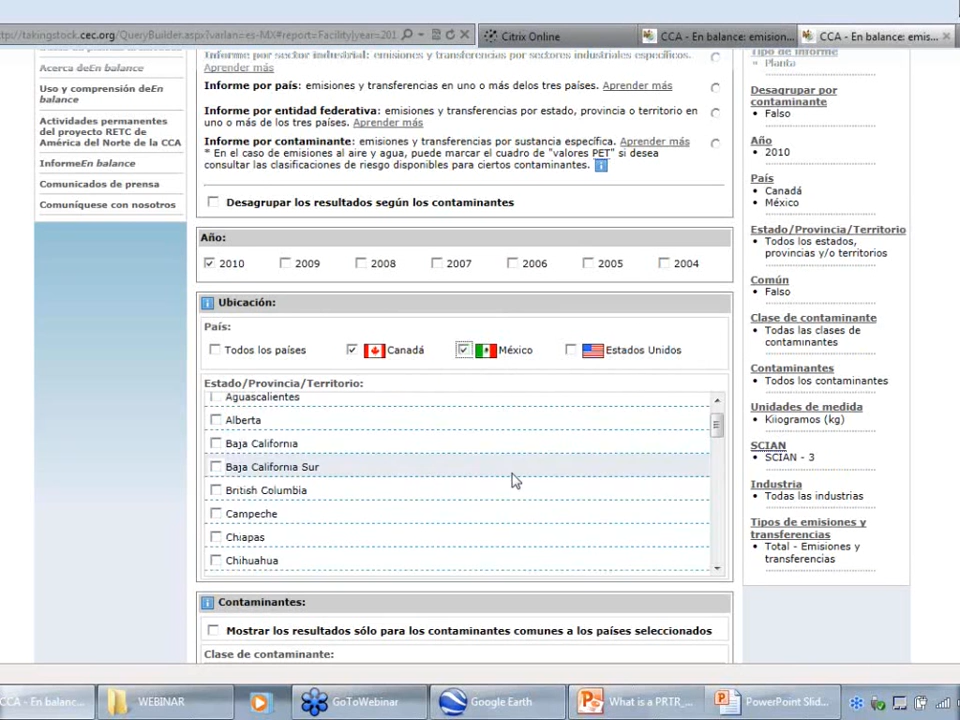 ttp://takingstock.cec.org/QueryBuilder.aspx?varlan=es-MX#report=Facility|year=201
Citrix Online
CCA - En balance: emision...
CCA - En balance: emis...
Acerca deEn balance
Uso y comprensión deEn
balance
Actividades permanentes
del proyecto RETC de
América del Norte de la CCA
InformeEn balance
Comunicados de prensa
Comuníquese con nosotros
Informe por sector industrial: emisiones y transferencias por sectores industriales específicos.
Aprender más
Informe por país: emisiones y transferencias en uno o más delos tres países. Aprender más
Informe por entidad federativa: emisiones y transferencias por estado, provincia o territorio en
uno o más de los tres países. Aprender más
Informe por contaminante: emisiones y transferencias por sustancia específica. Aprender más
* En el caso de emisiones al aire y agua, puede marcar el cuadro de "valores PET" si desea
consultar las clasificaciones de riesgo disponibles para ciertos contaminantes.
Desagrupar los resultados según los contaminantes
Año:
2010 2009 2008 2007 2006 2005 2004
Ubicación:
País:
Todos los países Canadá México Estados Unidos
Estado/Provincia/Territorio:
Aguascalientes
Alberta
Baja California
Baja California Sur
British Columbia
Campeche
Chiapas
Chihuahua
Contaminantes:
Mostrar los resultados sólo para los contaminantes comunes a los países seleccionados
Clase de contaminante:
Tipo de informe
Planta
Desagrupar por
contaminante
Falso
Año
2010
País
Canadá
México
Estado/Provincia/Territorio
Todos los estados,
provincias y/o territorios
Común
Falso
Clase de contaminante
Todas las clases de
contaminantes
Contaminantes
Todos los contaminantes
Unidades de medida
Kilogramos (kg)
SCIAN
SCIAN - 3
Industria
Todas las industrias
Tipos de emisiones y
transferencias
Total - Emisiones y
transferencias
CCA - En balanc...
WEBINAR
GoToWebinar
Google Earth
What is a PRTR_...
PowerPoint Slid...